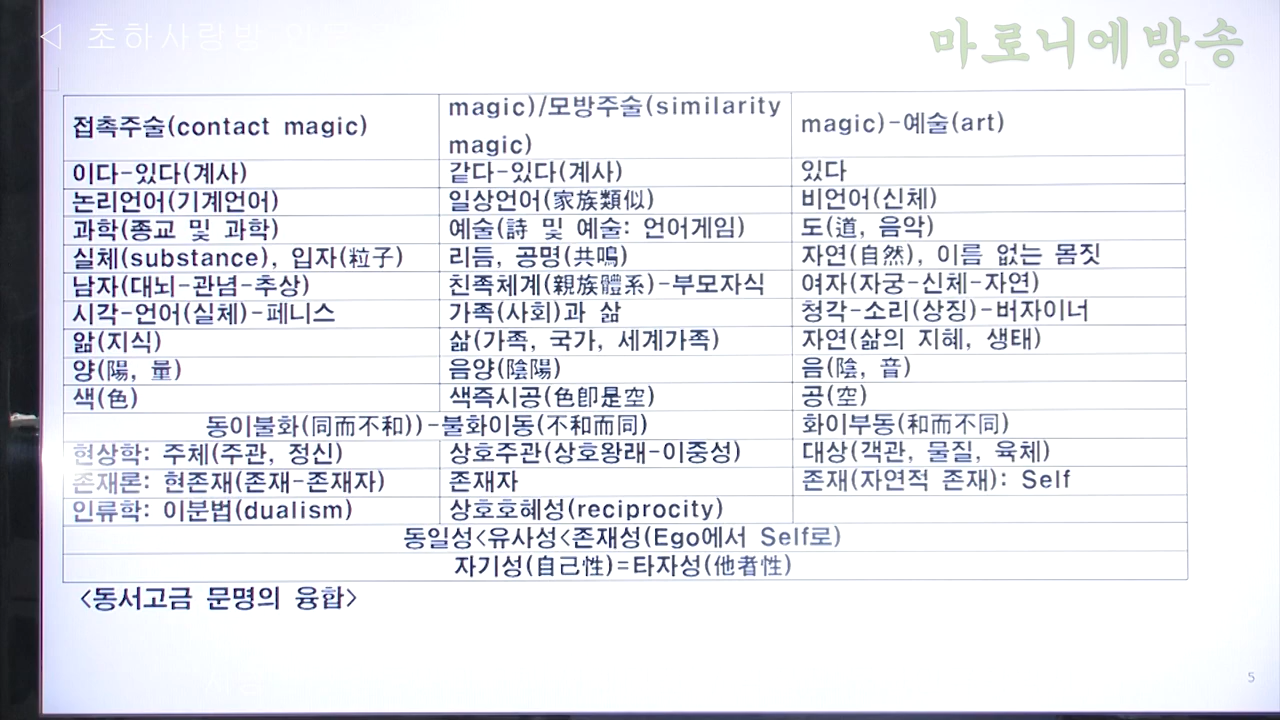 ◁ 초하사랑방
마로니에방송
접촉주술(contact magic)
magic)/모방주술(similarity
magic)
magic)-예술(art)
이다-있다(계사)
같다-있다(계사)
있다
논리언어(기계언어)
일상언어(家族類似)
비언어(신체)
과학(종교 및 과학)
예술(詩 및 예술: 언어게임)
도(道, 음악)
실체(substance), 입자(粒子)
리듬, 공명(共鳴)
자연(自然), 이름 없는 몸짓
남자(대뇌-관념-추상)
친족체계(親族體系)-부모자식
여자(자궁-신체-자연)
시각-언어(실체)-페니스
가족(사회)과 삶
청각-소리(상징)-버자이너
앎(지식)
삶(가족, 국가, 세계가족)
자연(삶의 지혜, 생태)
양(陽, 量)
음양(陰陽)
음(陰, 音)
색(色)
색즉시공(色卽是空)
공(空)
동이불화(同而不和))-불화이동(不和而同)
화이부동(和而不同)
현상학: 주체(주관, 정신)
상호주관(상호왕래-이중성)
대상(객관, 물질, 육체)
존재론: 현존재(존재-존재자)
존재자
존재(자연적 존재): Self
인류학: 이분법(dualism)
상호호혜성(reciprocity)
동일성<유사성<존재성(Ego에서 Self로)
자기성(自己性)=타자성(他者性)
<동서고금 문명의 융합>
5